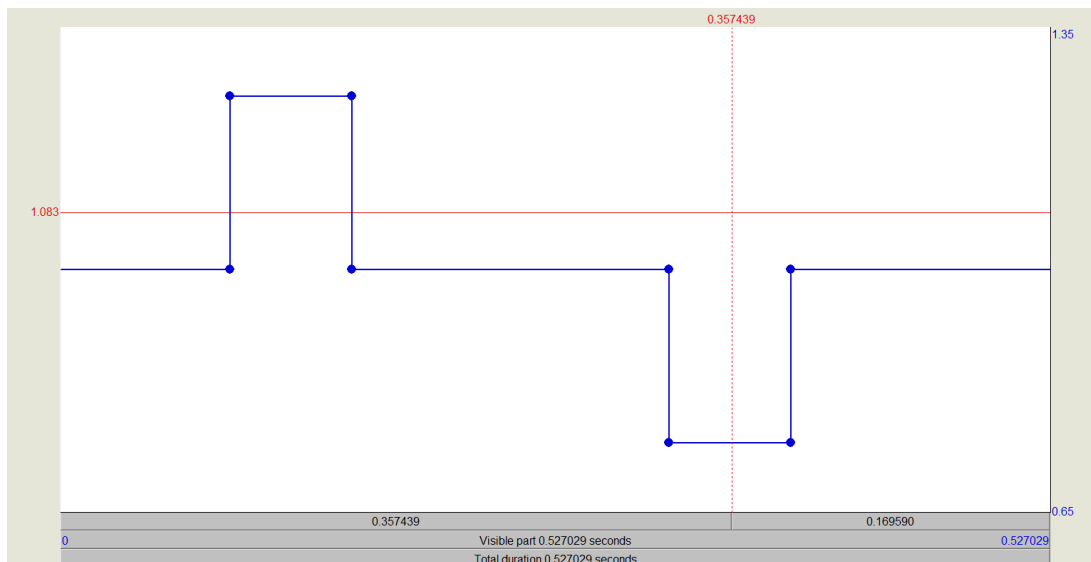 0.357439
1.35
1.083
0.65
0.357439 0.169590
0 Visible part 0.527029 seconds 0.527029
Total duration 0.527029 seconds